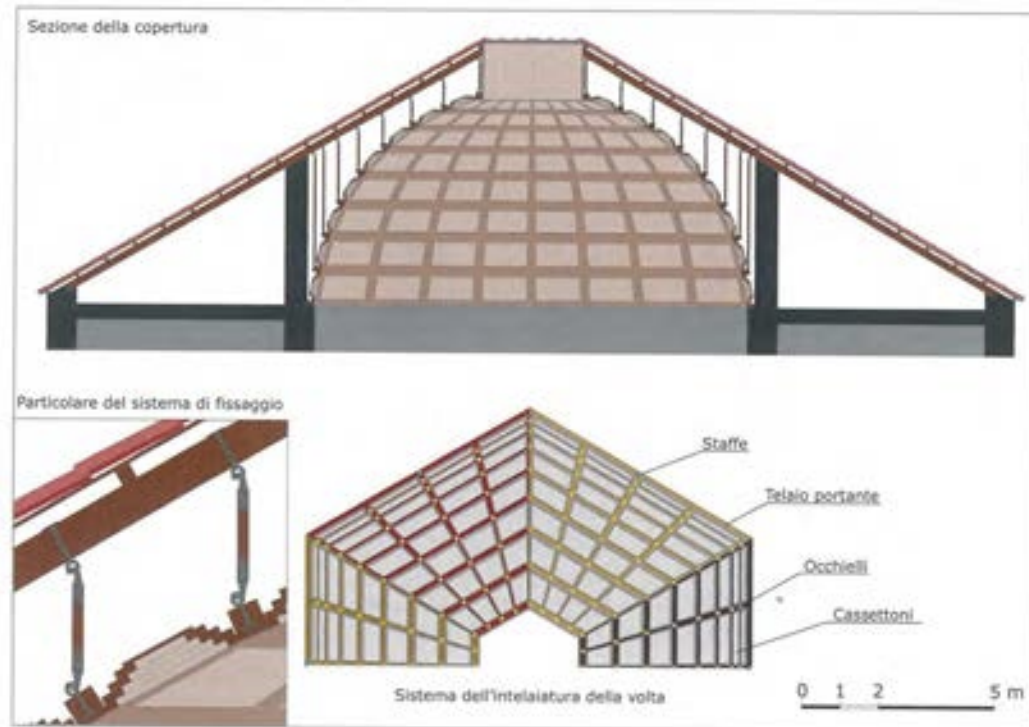 Sezione della copertura
Particolare del sistema di fissaggio
Staffe
Telaio portante
Occhielli
Cassettoni
Sistema dell'intelaiatura della volta
0 1 2 5 m